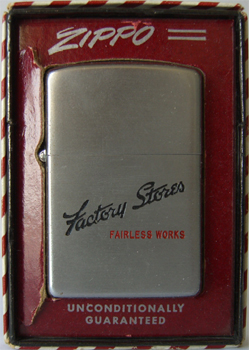 ZIPPO
Factory Stores
FAIRLESS WORKS
UNCONDITIONALLY
GUARANTEED